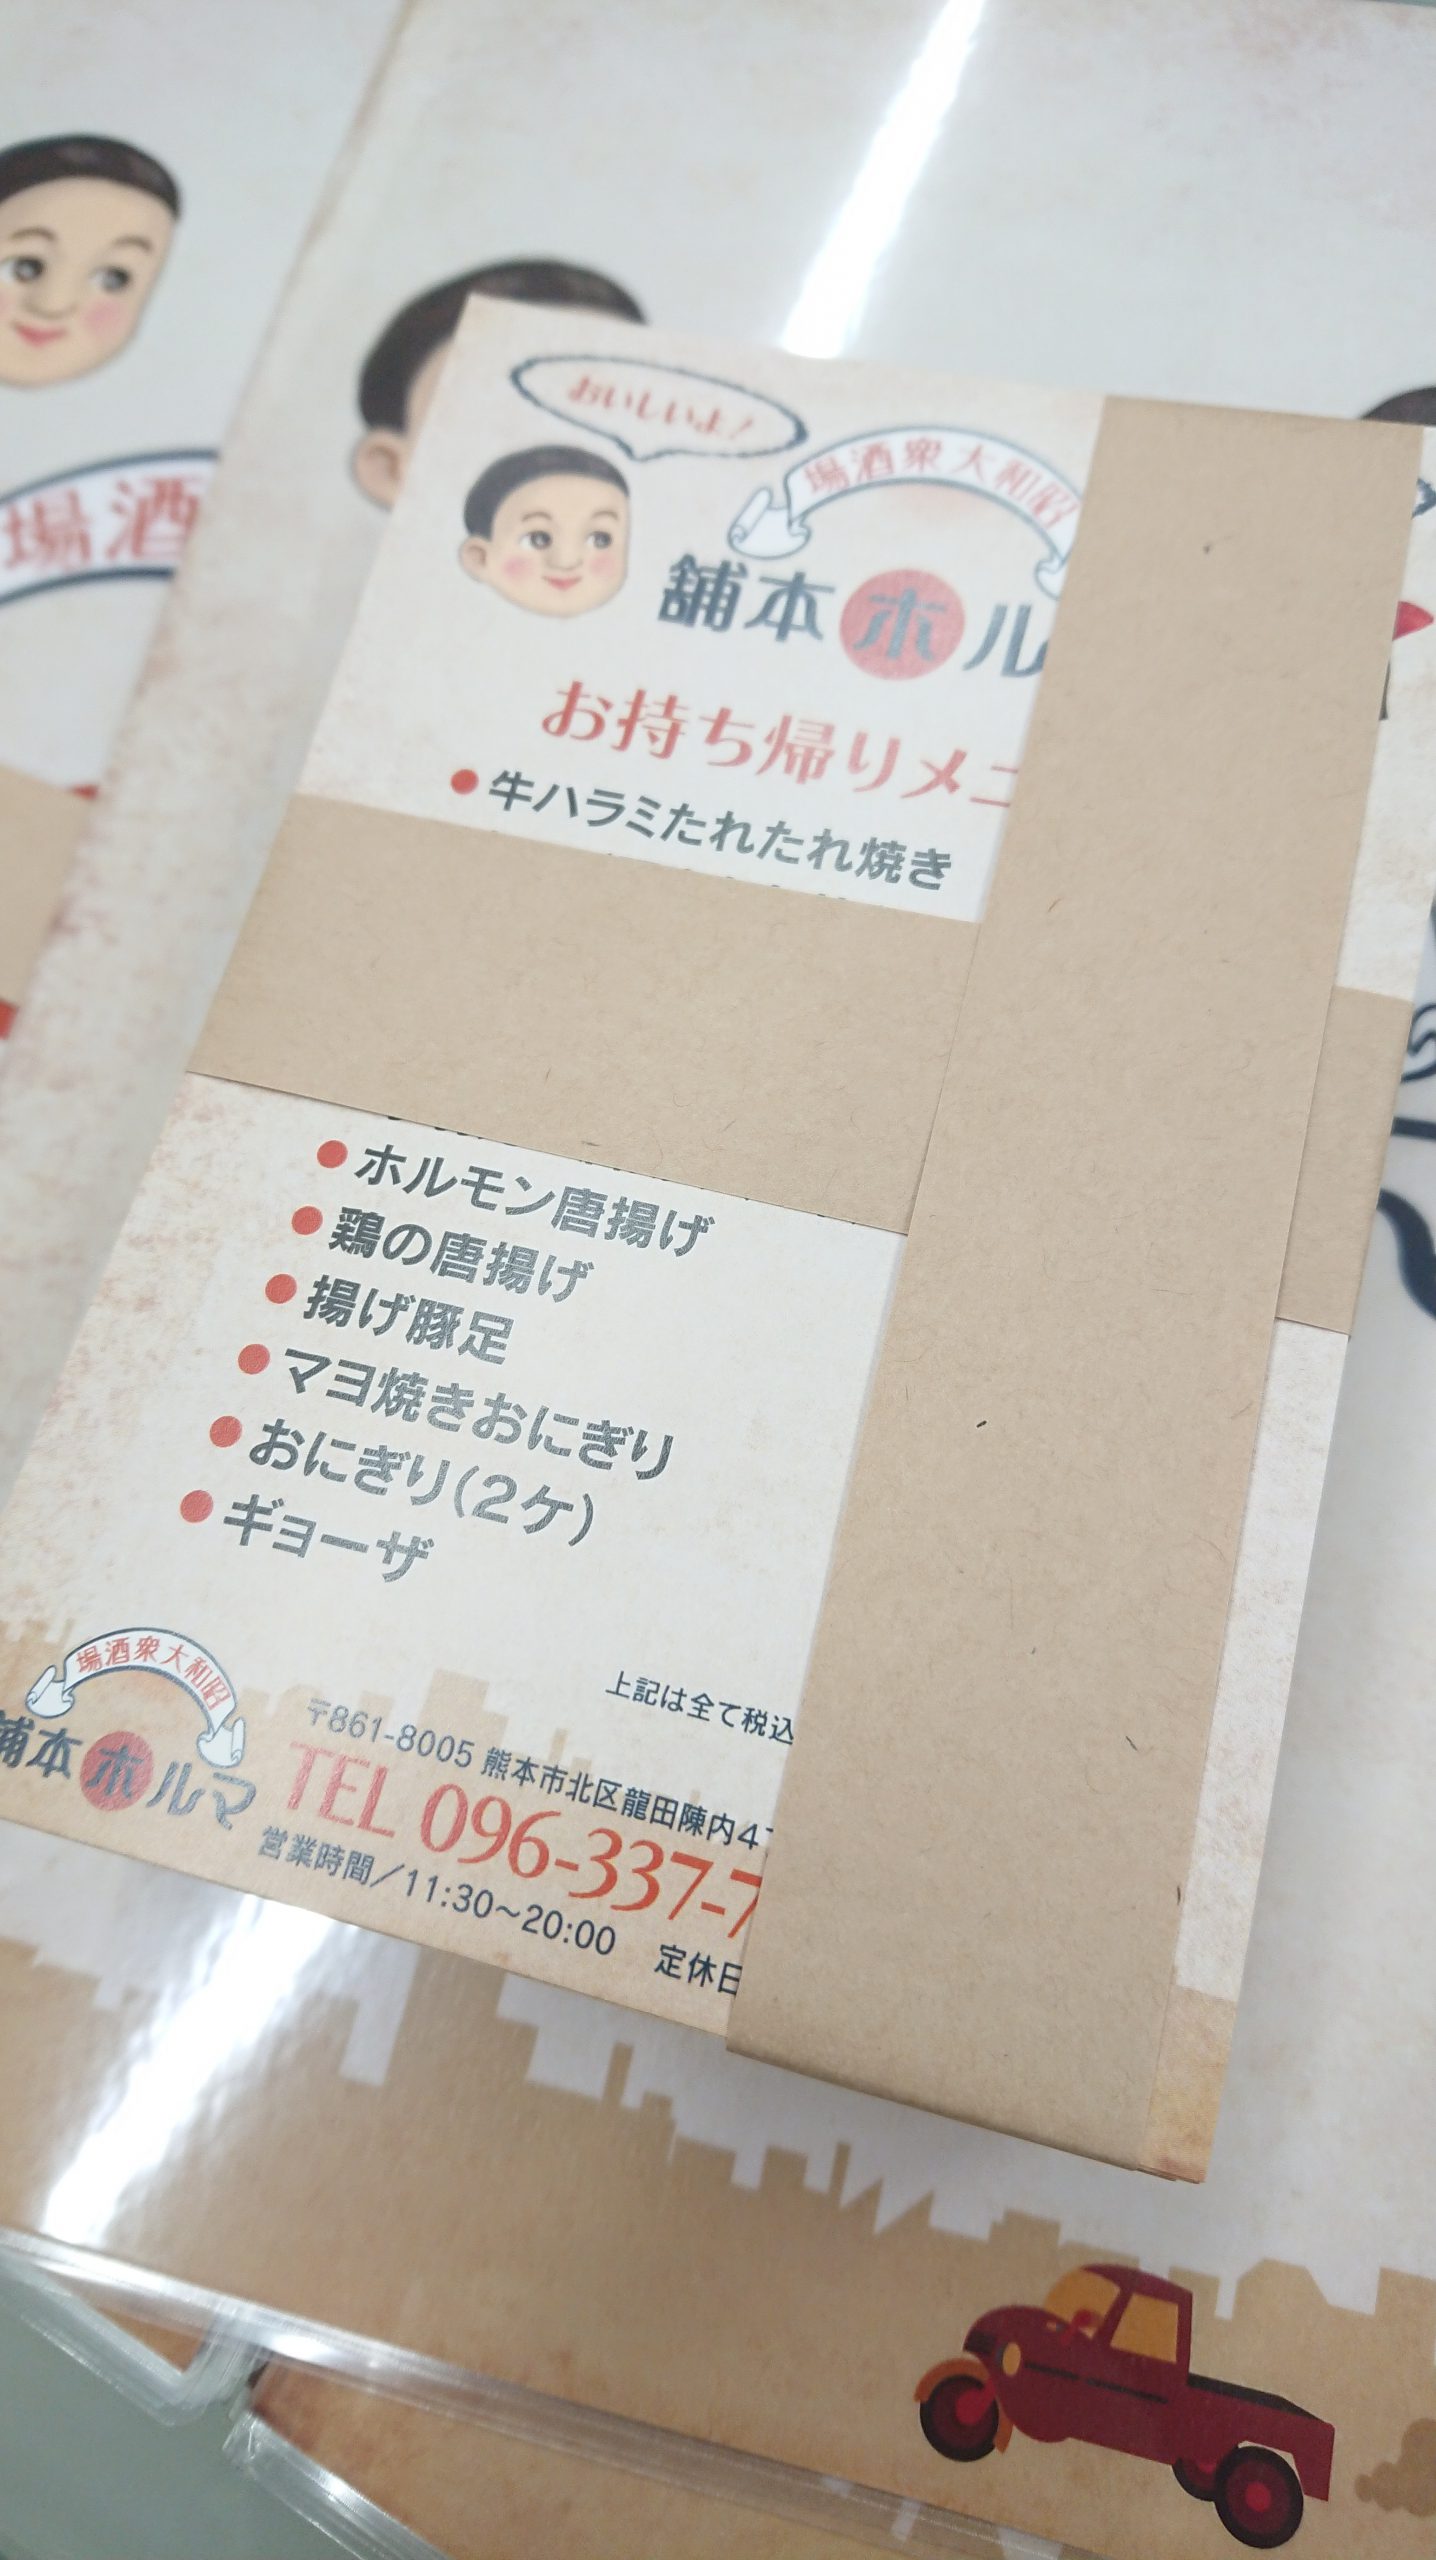 場酒
おいしいよ！
場酒衆大和昭
舗本ホル
お持ち帰りメニ
●牛ハラミたれたれ焼き
●ホルモン唐揚げ
●鶏の唐揚げ
●揚げ豚足
●マヨ焼きおにぎり
●おにぎり(2ケ)
●ギョーザ
上記は全て税込
場酒衆大和昭
舗本ホルマ
〒861-8005 熊本市北区龍田陳内4
TEL 096-337-7
営業時間／11:30~20:00 定休日